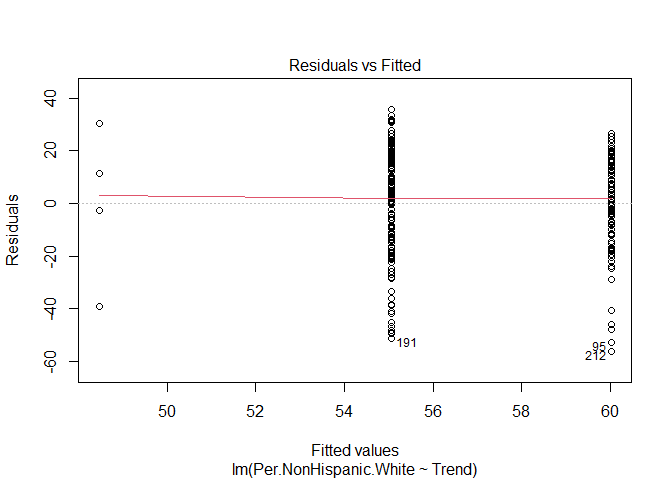 Residuals vs Fitted
40
20
0
-20
-40
-60
Residuals
191
95
212
50 52 54 56 58 60
Fitted values
lm(Per.NonHispanic.White ~ Trend)